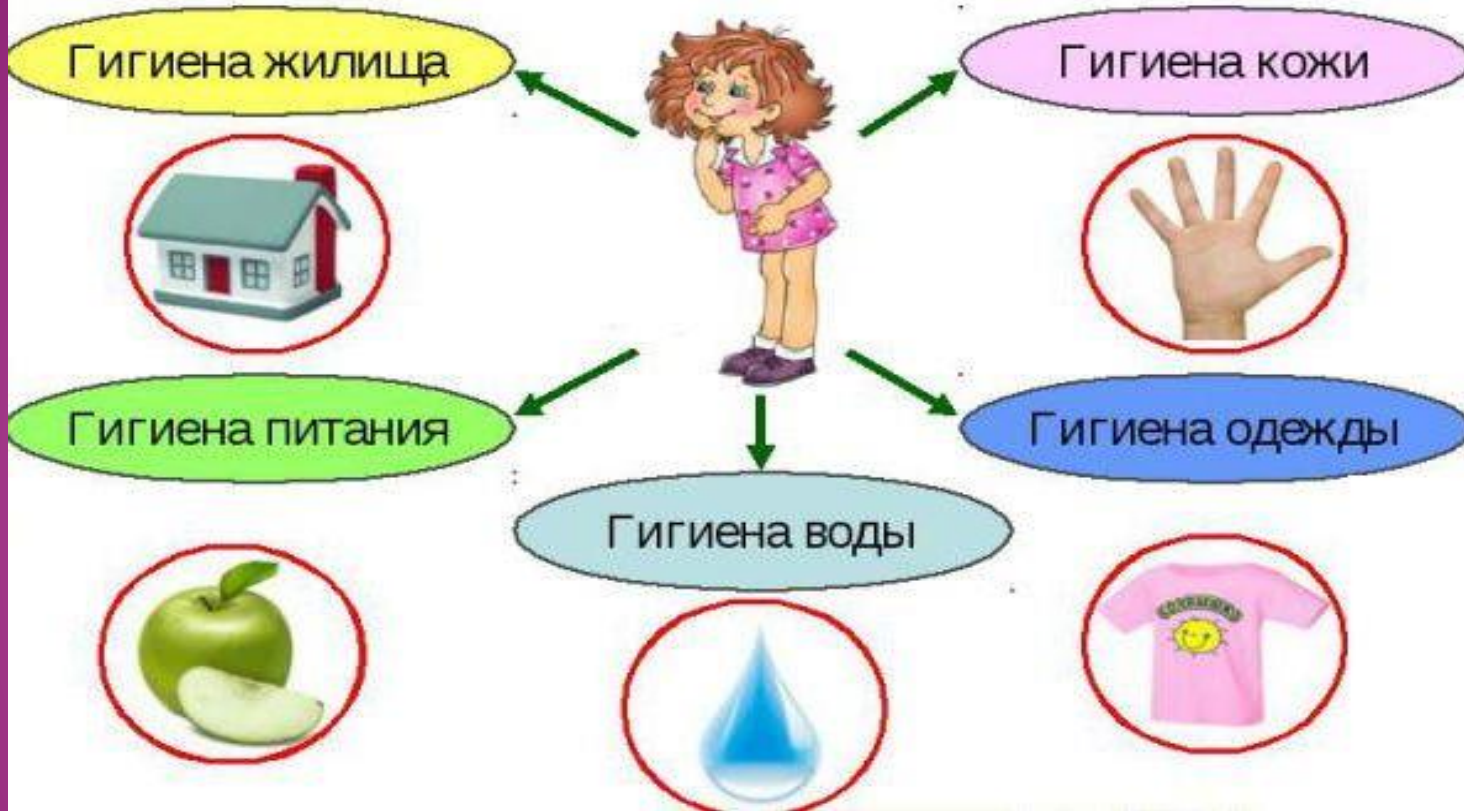 Гигиена жилища
Гигиена кожи
Гигиена питания
Гигиена одежды
Гигиена воды